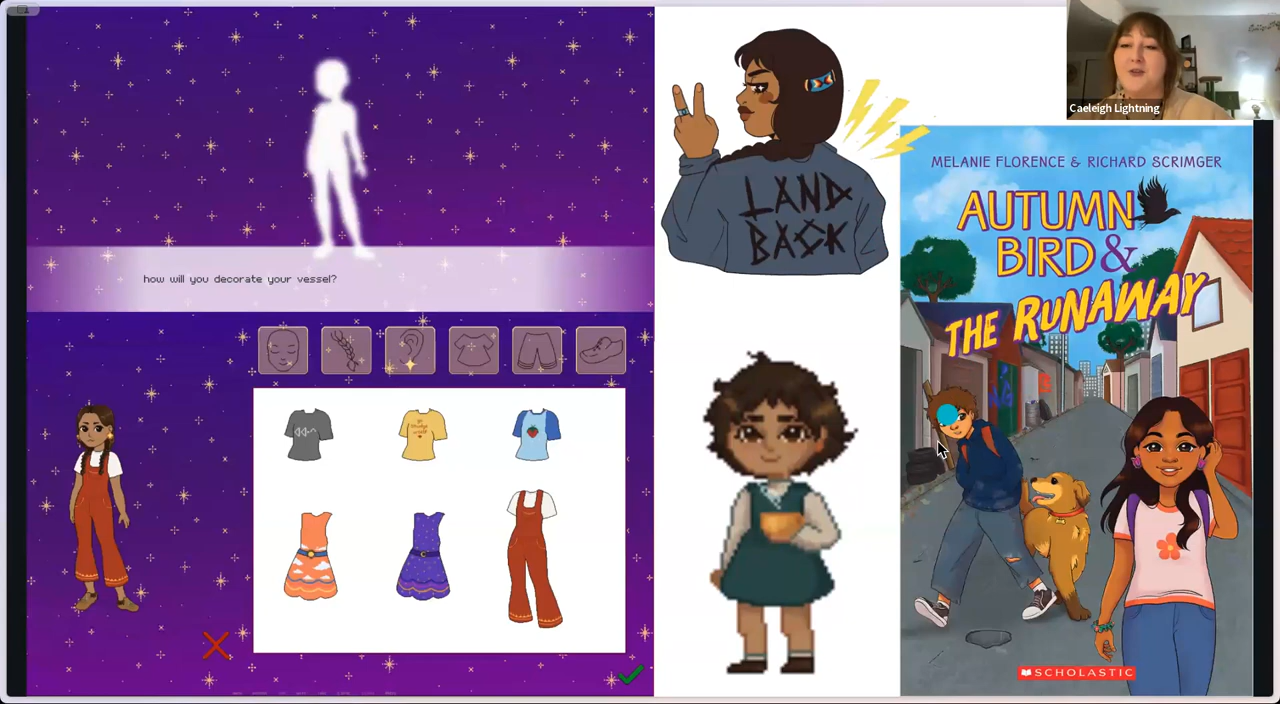 how will you decorate your vessel?
LAND
BACK
Caeleigh Lightning
MELANIE FLORENCE & RICHARD SCRIMGER
AUTUMN
BIRD &
THE RUNAWAY
SCHOLASTIC